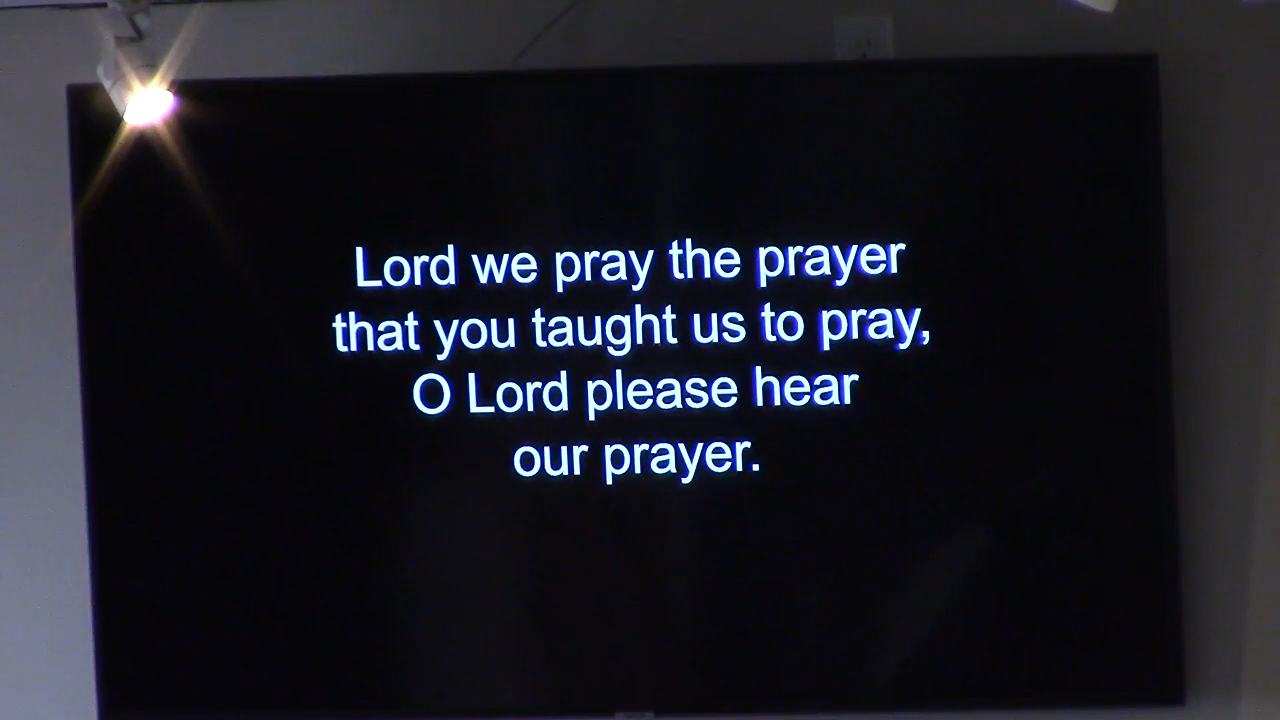 Lord we pray the prayer
that you taught us to pray,
O Lord please hear
our prayer.